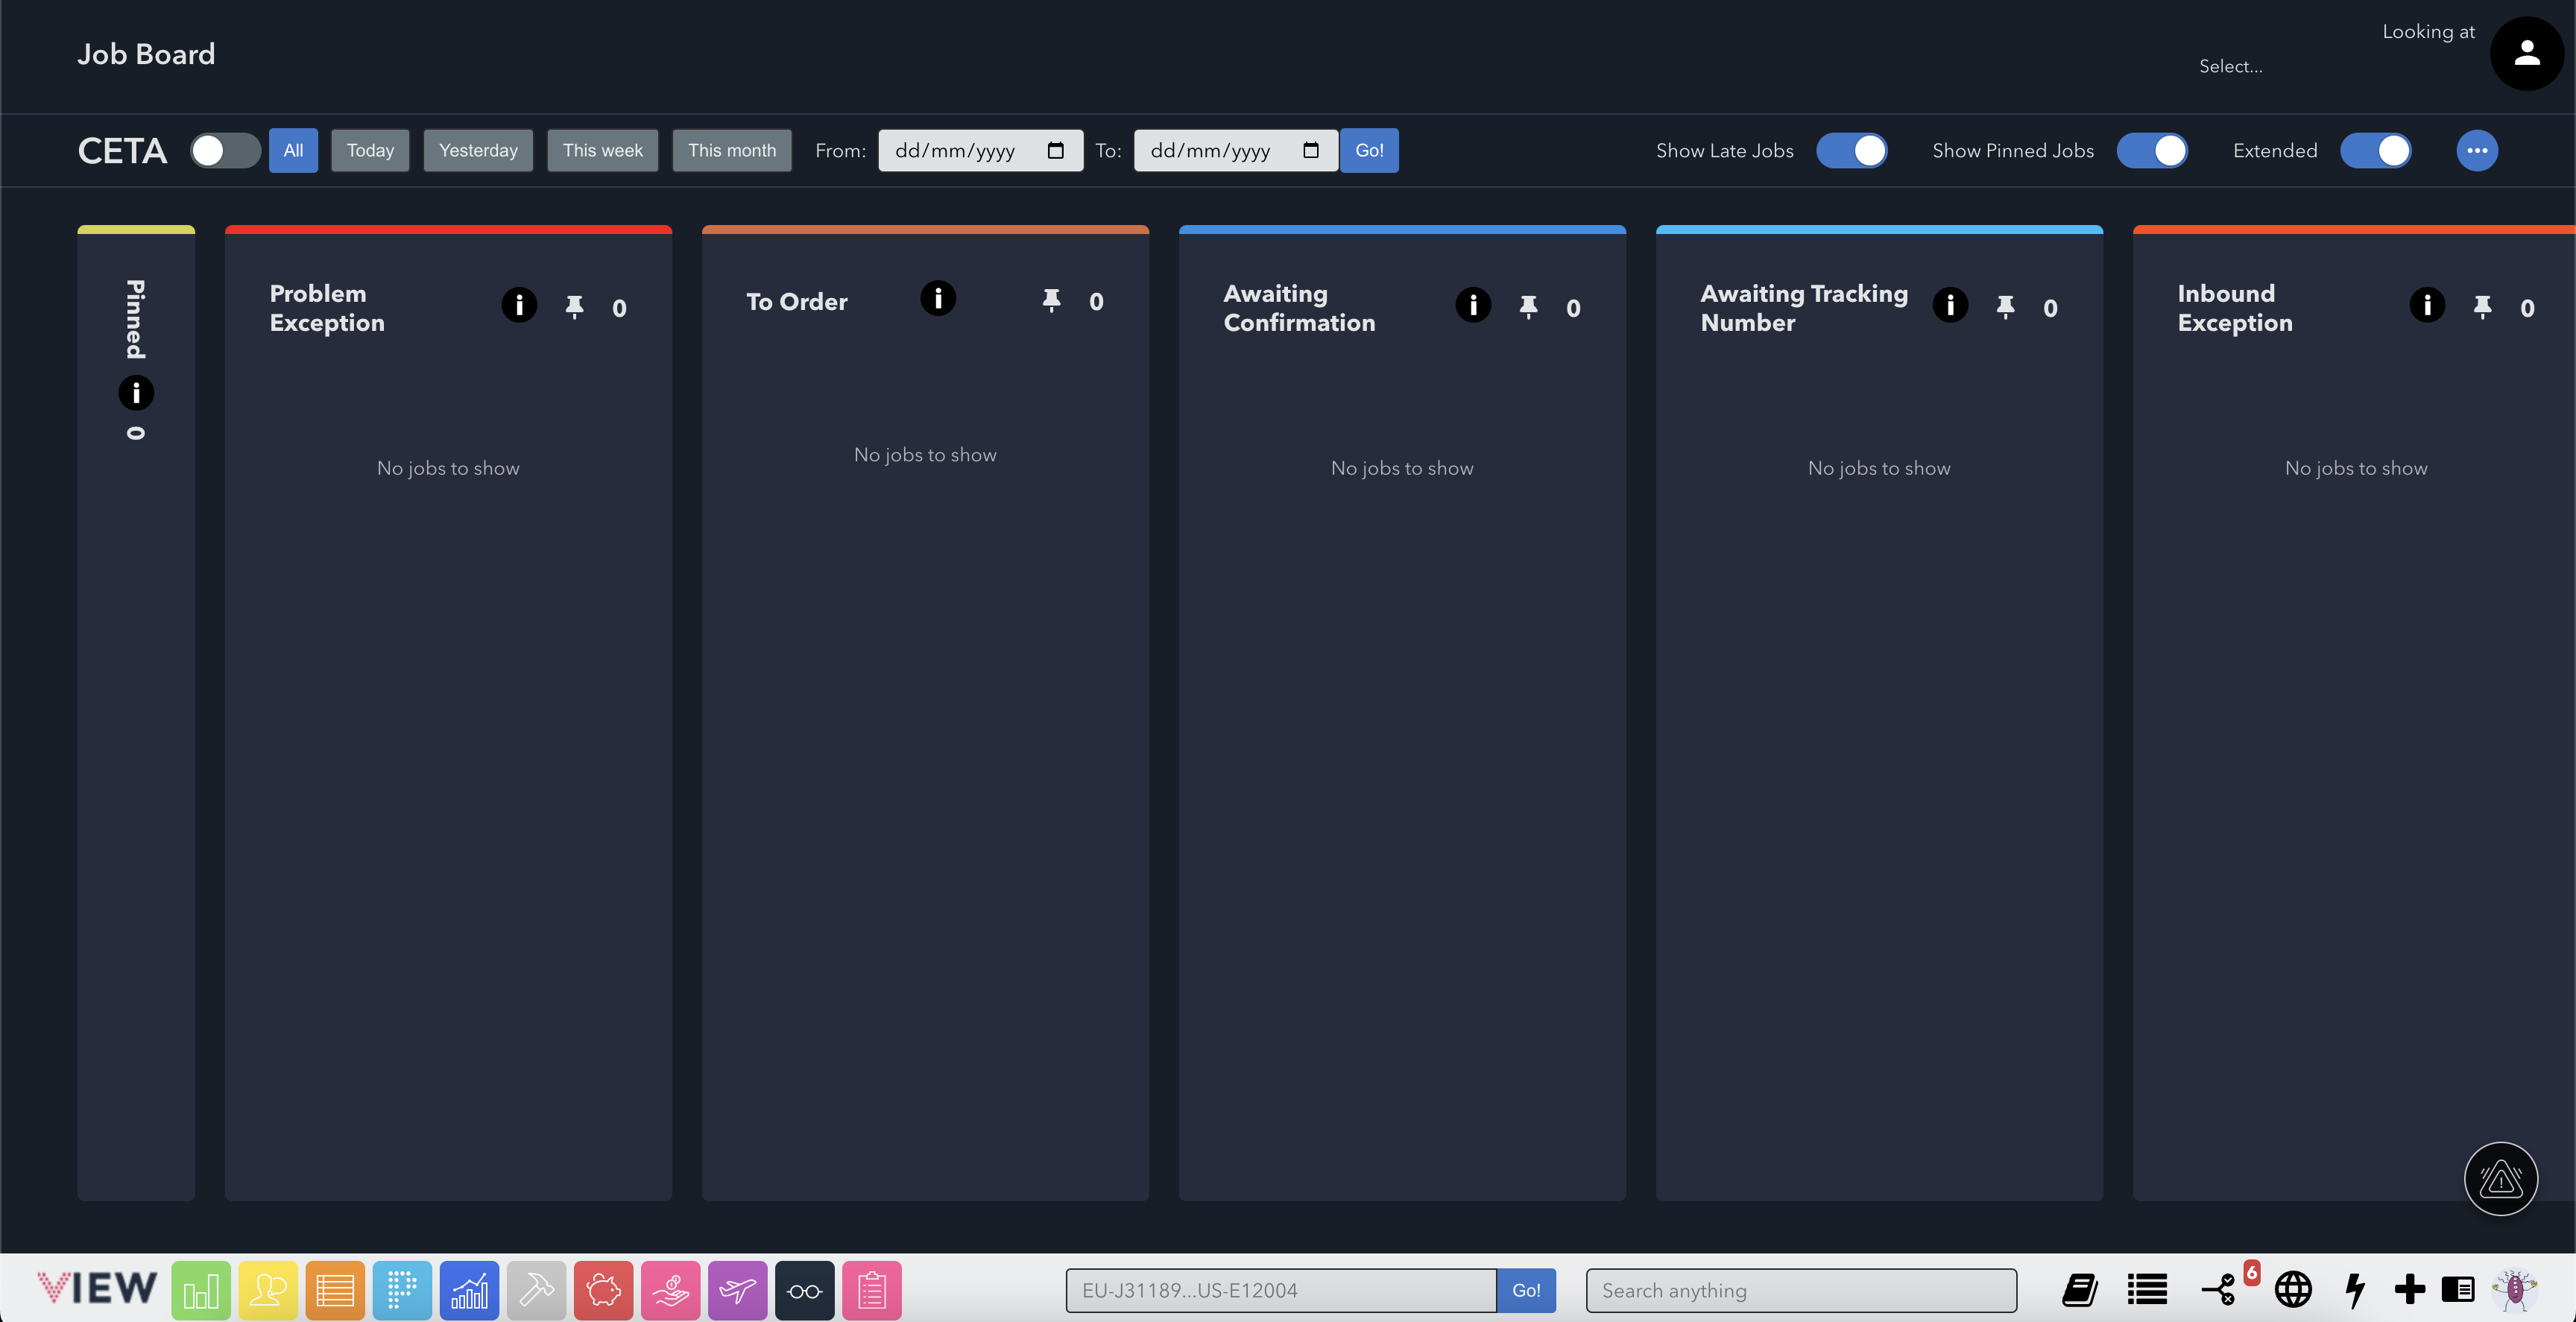 Job Board
Looking at
Select...
CETA
All
Today
Yesterday
This week
This month
From:
dd/mm/yyyy
To:
dd/mm/yyyy
Go!
Show Late Jobs
Show Pinned Jobs
Extended
Pinned
0
Problem
Exception
0
No jobs to show
To Order
0
No jobs to show
Awaiting
Confirmation
0
No jobs to show
Awaiting Tracking
Number
0
No jobs to show
Inbound
Exception
0
No jobs to show
VIEW
EU-J31189...US-E12004
Go!
Search anything
6